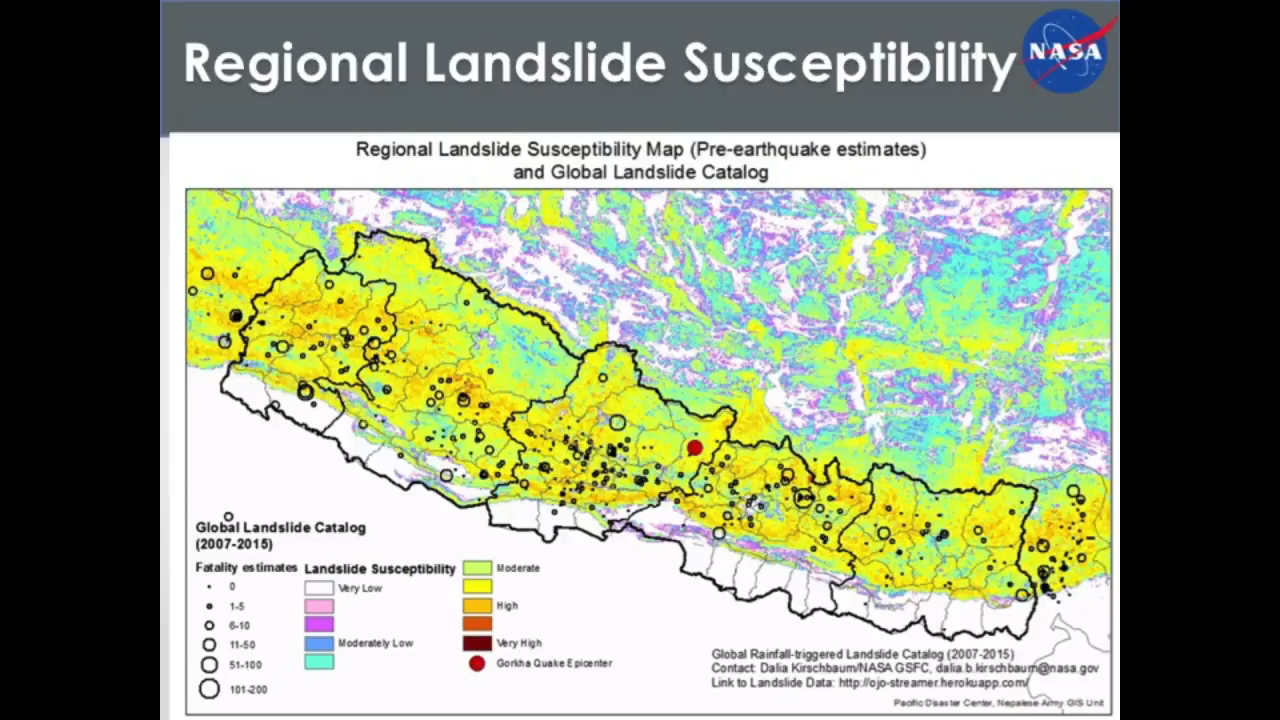 Regional Landslide Susceptibility
NASA
Regional Landslide Susceptibility Map (Pre-earthquake estimates)
and Global Landslide Catalog
Global Landslide Catalog
(2007-2015)
Fatality estimates
0
1-5
6-10
11-50
51-100
101-200
Landslide Susceptibility
Very Low
Moderately Low
Moderate
High
Very High
Gorkha Quake Epicenter
Global Rainfall-triggered Landslide Catalog (2007-2015)
Contact: Dalia Kirschbaum/NASA GSFC, dalia.b.kirschbaum@nasa.gov
Link to Landslide Data: http://ojo-streamer.herokuapp.com/
Pacific Disaster Center, Nepalese Army GIS Unit